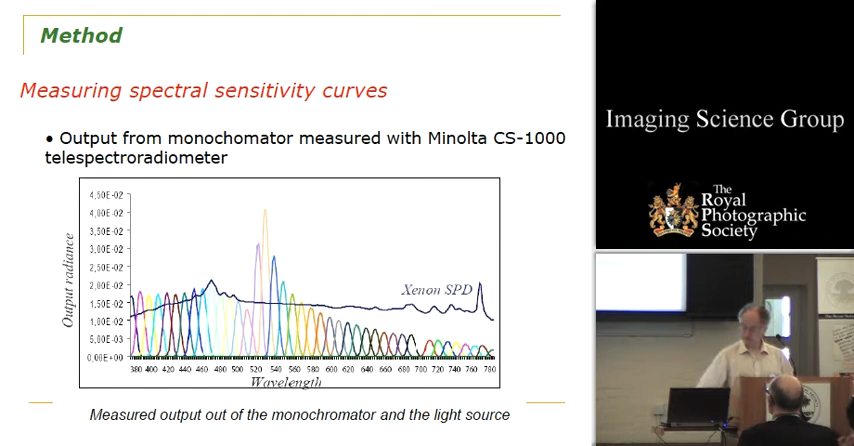 Method
Measuring spectral sensitivity curves
• Output from monochomator measured with Minolta CS-1000
telespectroradiometer
4,50E-02
4,00E-02
3,50E-02
3,00E-02
2,50E-02
2,00E-02
1,50E-02
1,00E-02
5,00E-03
0,00E+00
Output radiance
Xenon SPD
380 400 420 440 460 480 500 520 540 560 580 600 620 640 660 680 700 720 740 760 780
Wavelength
Measured output out of the monochromator and the light source
Imaging Science Group
The
Royal
Photographic
Society